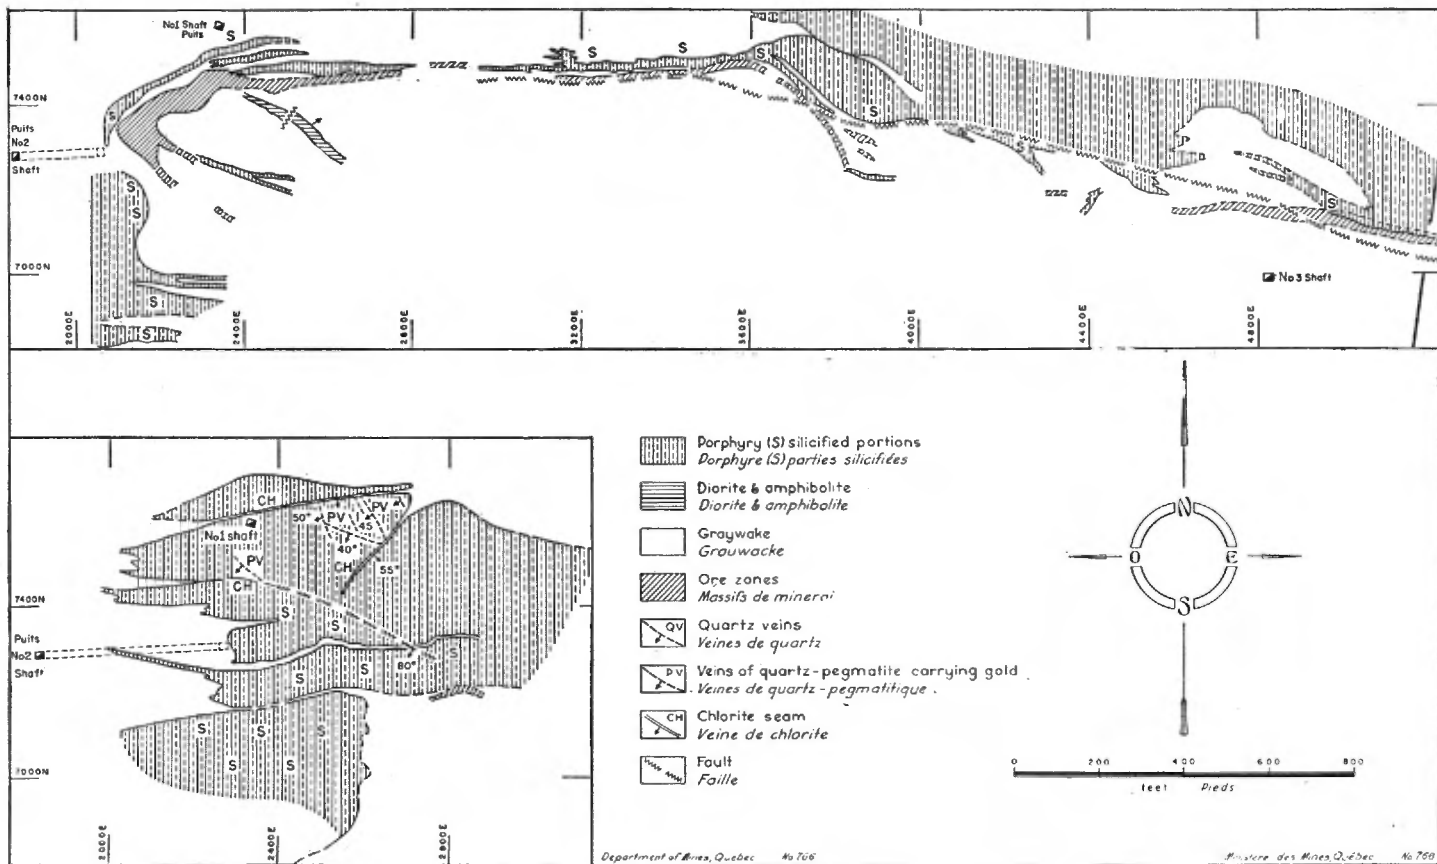 No1 Shaft
Puits
S
S
S
S
S
7400N
S
Puits
No2
Shaft
S
S
S
S
S
7000N
S
S
No3 Shaft
2000E
2400E
2800E
3200E
3600E
4000E
4400E
4800E
CH
PV
PV
50°
45
No1 shaft
40°
PV
CH
55°
CH
7400N
S
S
Puits
No2
Shaft
80°
S
S
S
S
S
S
S
S
S
7000N
2000E
2400E
2800E
Porphyry (S) silicified portions
Porphyre (S) parties silicifiées
Diorite & amphibolite
Diorite & amphibolite
Graywake
Grauwacke
Ore zones
Massifs de minerai
QV
Quartz veins
Veines de quartz
PV
Veins of quartz-pegmatite carrying gold
Veines de quartz-pegmatitique.
CH
Chlorite seam
Veine de chlorite
Fault
Faille
N
O E
S
0 200 400 600 800
feet Pieds
Department of Mines, Quebec No 766
Ministere des Mines, Québec No 766